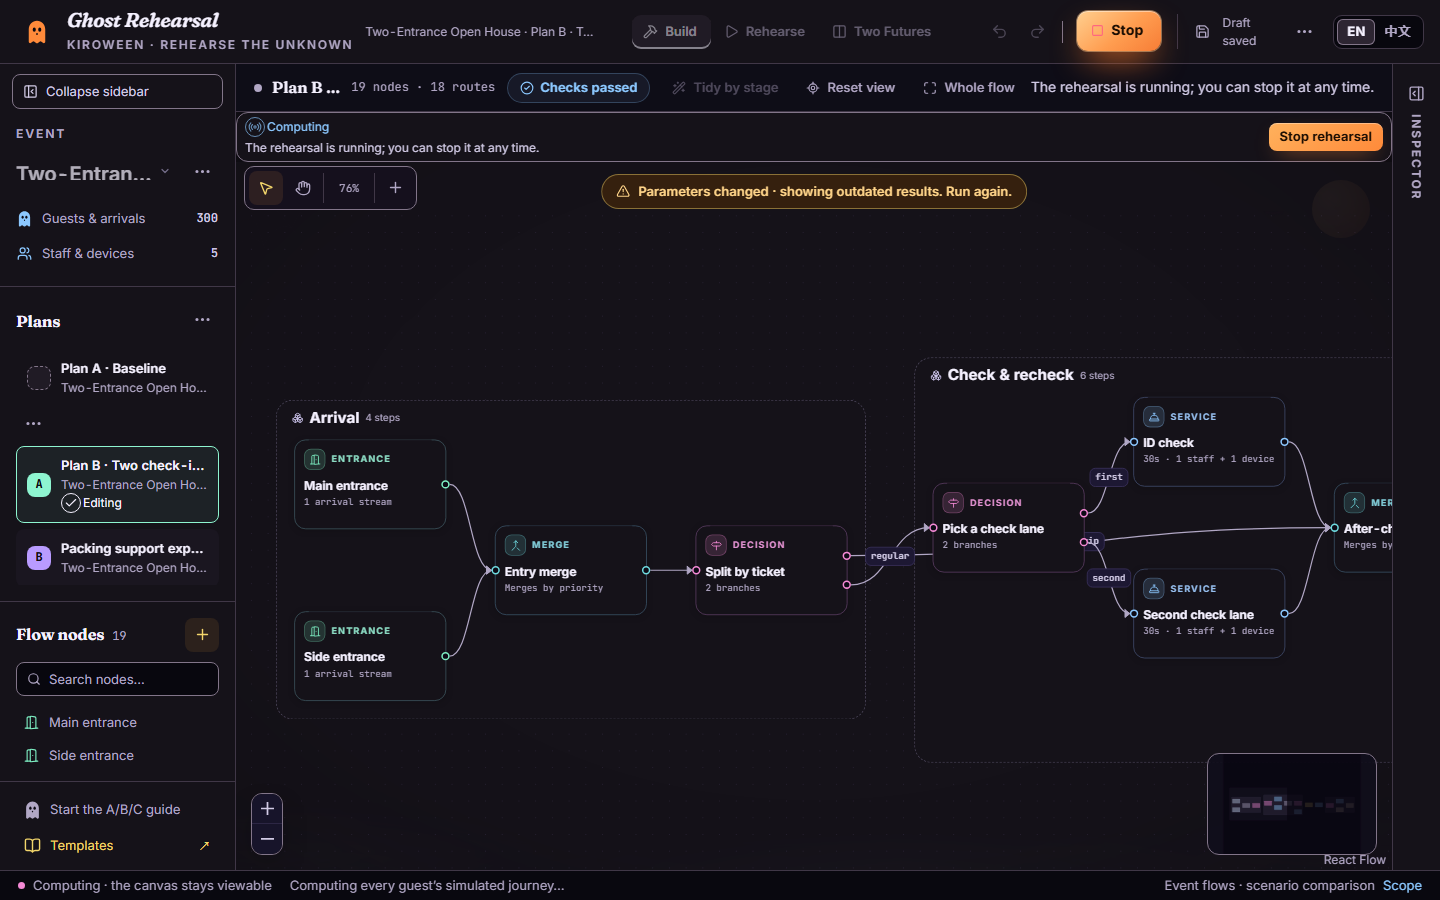 Ghost Rehearsal
KIROWEEN · REHEARSE THE UNKNOWN
Two-Entrance Open House · Plan B · T...
Build
Rehearse
Two Futures
Stop
Draft saved
EN
中文
Collapse sidebar
EVENT
Two-Entran...
Guests & arrivals 300
Staff & devices 5
Plans
Plan A · Baseline
Two-Entrance Open Ho...
Plan B · Two check-i...
A
Two-Entrance Open Ho...
Editing
Packing support exp...
B
Two-Entrance Open Ho...
Flow nodes 19
Search nodes...
Main entrance
Side entrance
Start the A/B/C guide
Templates
Plan B ...
19 nodes · 18 routes
Checks passed
Tidy by stage
Reset view
Whole flow
The rehearsal is running; you can stop it at any time.
Computing
The rehearsal is running; you can stop it at any time.
Stop rehearsal
76%
Parameters changed · showing outdated results. Run again.
INSPECTOR
Arrival 4 steps
ENTRANCE
Main entrance
1 arrival stream
MERGE
Entry merge
Merges by priority
DECISION
Split by ticket
2 branches
ENTRANCE
Side entrance
1 arrival stream
regular
Check & recheck 6 steps
DECISION
Pick a check lane
2 branches
first
ip
second
SERVICE
ID check
30s · 1 staff + 1 device
SERVICE
Second check lane
30s · 1 staff + 1 device
MER
After-ch
Merges by
React Flow
Computing · the canvas stays viewable
Computing every guest's simulated journey...
Event flows · scenario comparison
Scope